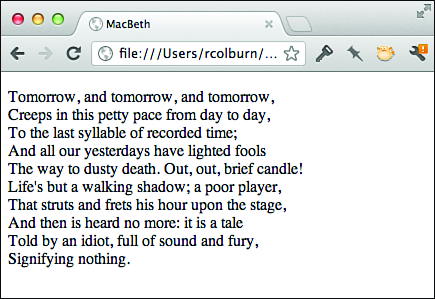 MacBeth
file:///Users/rcolburn/...
Tomorrow, and tomorrow, and tomorrow,
Creeps in this petty pace from day to day,
To the last syllable of recorded time;
And all our yesterdays have lighted fools
The way to dusty death. Out, out, brief candle!
Life's but a walking shadow; a poor player,
That struts and frets his hour upon the stage,
And then is heard no more: it is a tale
Told by an idiot, full of sound and fury,
Signifying nothing.